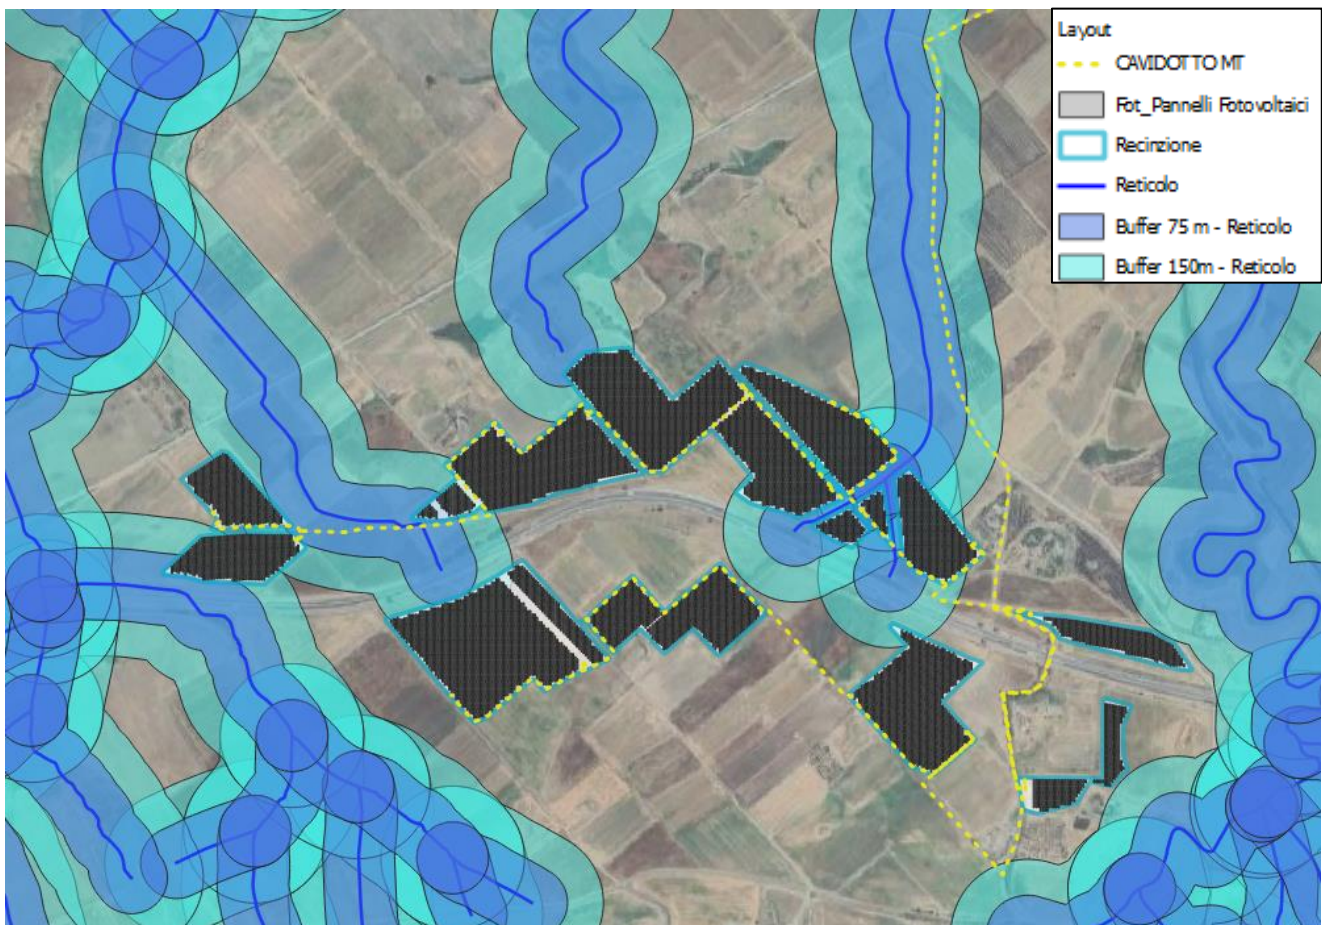 Layout
CAVIDOTTO MT
Fot_Pannelli Fotovoltaici
Recinzione
Reticolo
Buffer 75 m - Reticolo
Buffer 150m - Reticolo